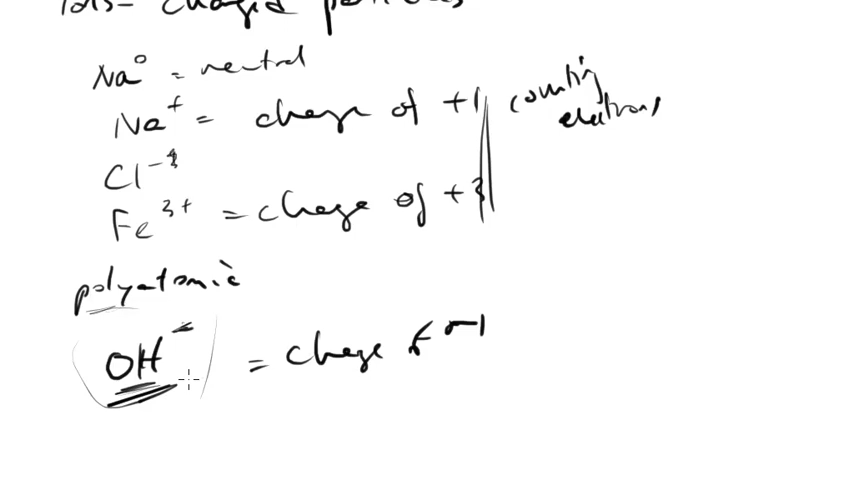 Ions - charged particles
Na⁰ = neutral
Na⁺ = charge of +1
counting electrons
Cl⁻
Fe³⁺ = charge of +3
polyatomic
OH⁻ = charge of -1